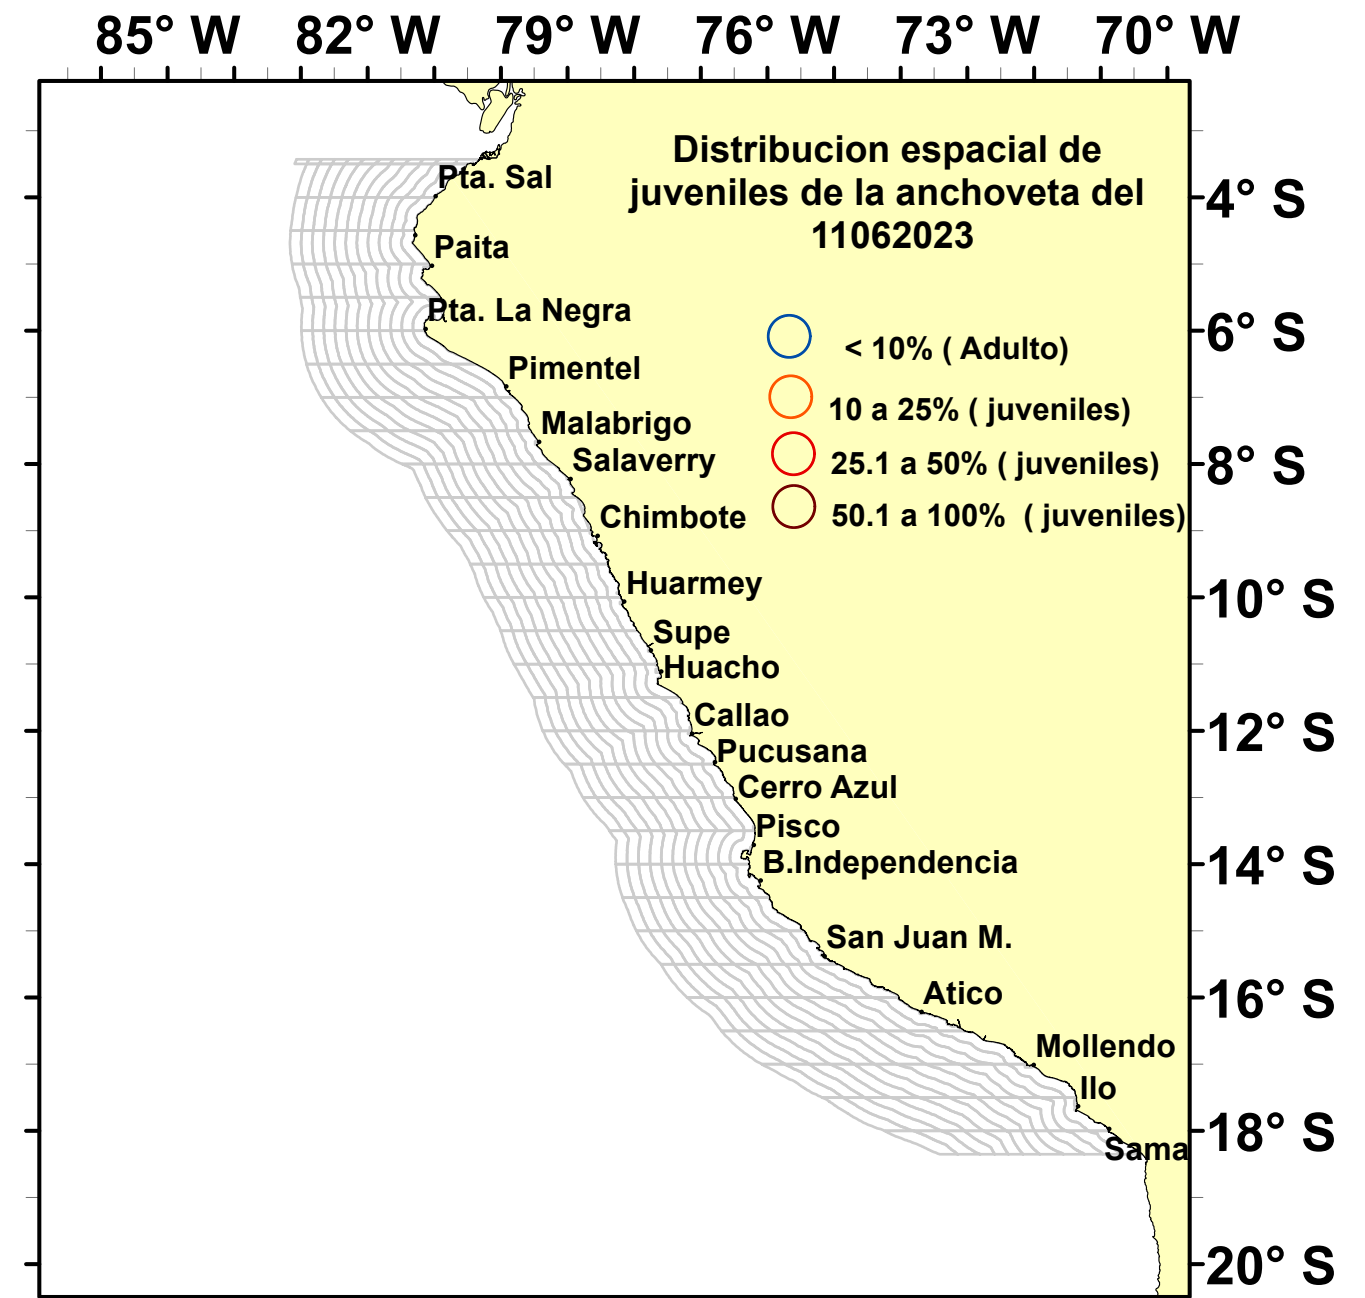 85° W 82° W 79° W 76° W 73° W 70° W
Distribucion espacial de
juveniles de la anchoveta del
11062023
Pta. Sal
4° S
Paita
Pta. La Negra
6° S
< 10% ( Adulto)
Pimentel
10 a 25% ( juveniles)
Malabrigo
Salaverry
25.1 a 50% ( juveniles)
8° S
Chimbote
50.1 a 100% ( juveniles)
Huarmey
10° S
Supe
Huacho
Callao
12° S
Pucusana
Cerro Azul
Pisco
B.Independencia
14° S
San Juan M.
Atico
16° S
Mollendo
Ilo
18° S
Sama
20° S